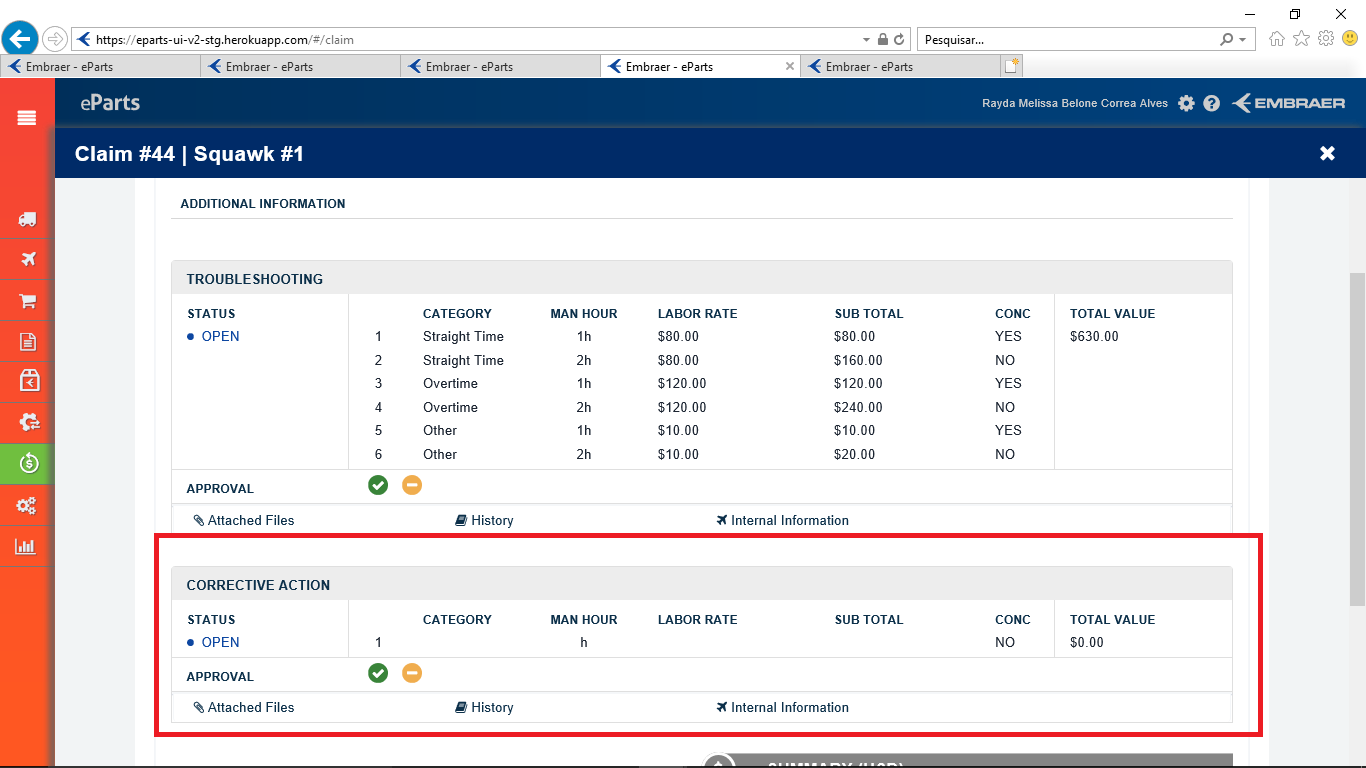 https://eparts-ui-v2-stg.herokuapp.com/#/claim
Pesquisar...
Embraer - eParts
Embraer - eParts
Embraer - eParts
Embraer - eParts
Embraer - eParts
eParts
Rayda Melissa Belone Correa Alves
EMBRAER
Claim #44 | Squawk #1
ADDITIONAL INFORMATION
TROUBLESHOOTING
STATUS CATEGORY MAN HOUR LABOR RATE SUB TOTAL CONC TOTAL VALUE
OPEN 1 Straight Time 1h $80.00 $80.00 YES $630.00
2 Straight Time 2h $80.00 $160.00 NO
3 Overtime 1h $120.00 $120.00 YES
4 Overtime 2h $120.00 $240.00 NO
5 Other 1h $10.00 $10.00 YES
6 Other 2h $10.00 $20.00 NO
APPROVAL
Attached Files History Internal Information
CORRECTIVE ACTION
STATUS CATEGORY MAN HOUR LABOR RATE SUB TOTAL CONC TOTAL VALUE
OPEN 1 h NO $0.00
APPROVAL
Attached Files History Internal Information
SUMMARY (USD)